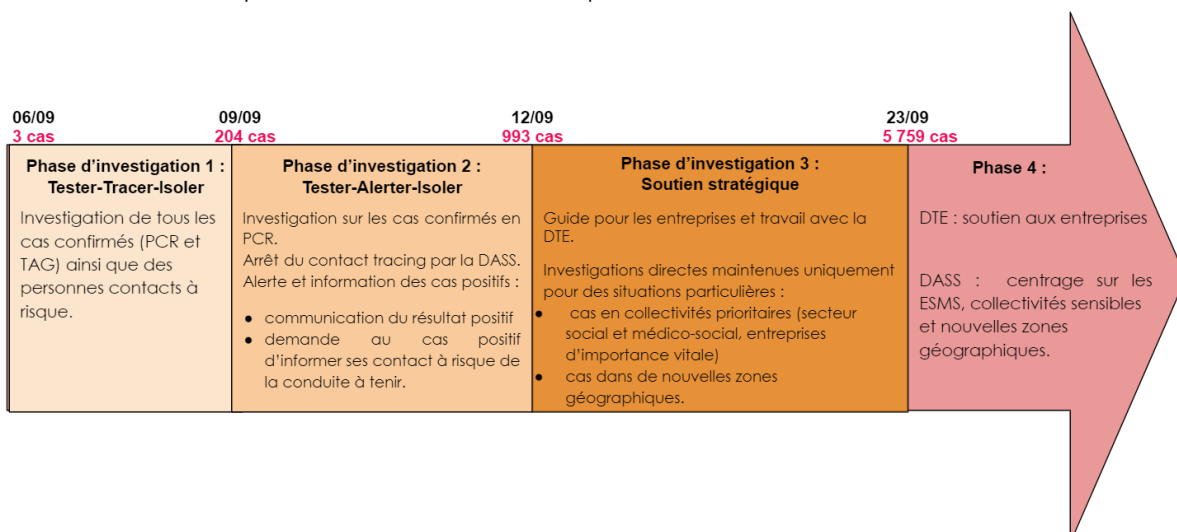 06/09
3 cas
09/09
204 cas
12/09
993 cas
23/09
5 759 cas
Phase d'investigation 1 :
Tester-Tracer-Isoler
Investigation de tous les
cas confirmés (PCR et
TAG) ainsi que des
personnes contacts à
risque.
Phase d'investigation 2 :
Tester-Alerter-Isoler
Investigation sur les cas confirmés en
PCR.
Arrêt du contact tracing par la DASS.
Alerte et information des cas positifs :
● communication du résultat positif
● demande au cas positif
d'informer ses contact à risque de
la conduite à tenir.
Phase d'investigation 3 :
Soutien stratégique
Guide pour les entreprises et travail avec la
DTE.
Investigations directes maintenues uniquement
pour des situations particulières :
● cas en collectivités prioritaires (secteur
social et médico-social, entreprises
d'importance vitale)
● cas dans de nouvelles zones
géographiques.
Phase 4 :
DTE : soutien aux entreprises
DASS : centrage sur les
ESMS, collectivités sensibles
et nouvelles zones
géographiques.